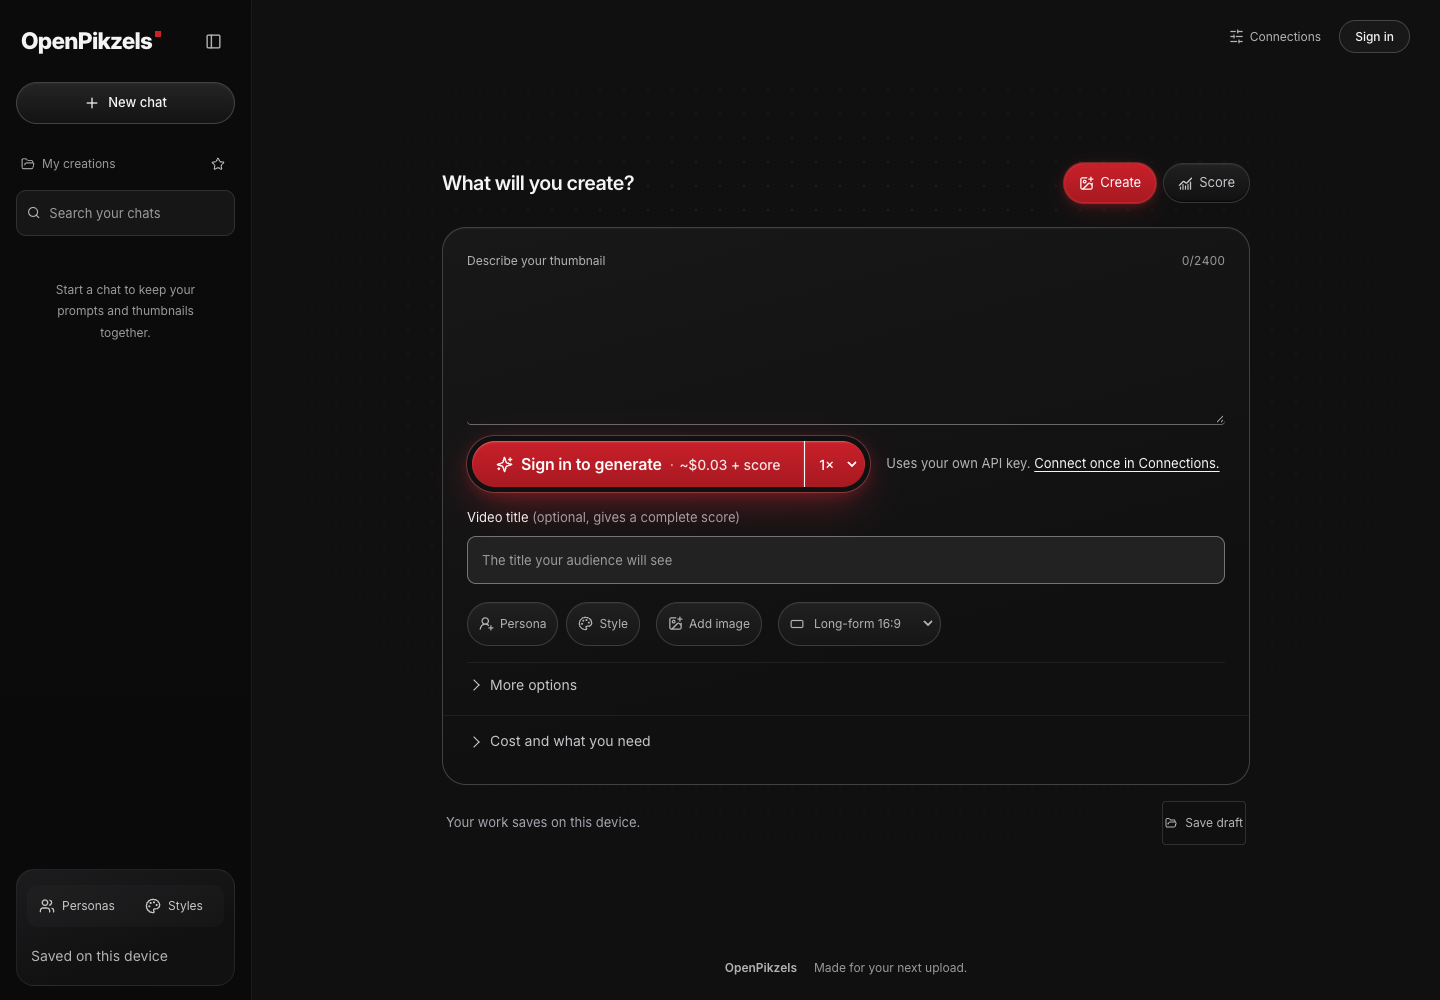 OpenPikzels
New chat
My creations
Search your chats
Start a chat to keep your
prompts and thumbnails
together.
Personas
Styles
Saved on this device
Connections
Sign in
What will you create?
Create
Score
Describe your thumbnail
0/2400
Sign in to generate · ~$0.03 + score
1×
Uses your own API key. Connect once in Connections.
Video title (optional, gives a complete score)
The title your audience will see
Persona
Style
Add image
Long-form 16:9
More options
Cost and what you need
Your work saves on this device.
Save draft
OpenPikzels Made for your next upload.